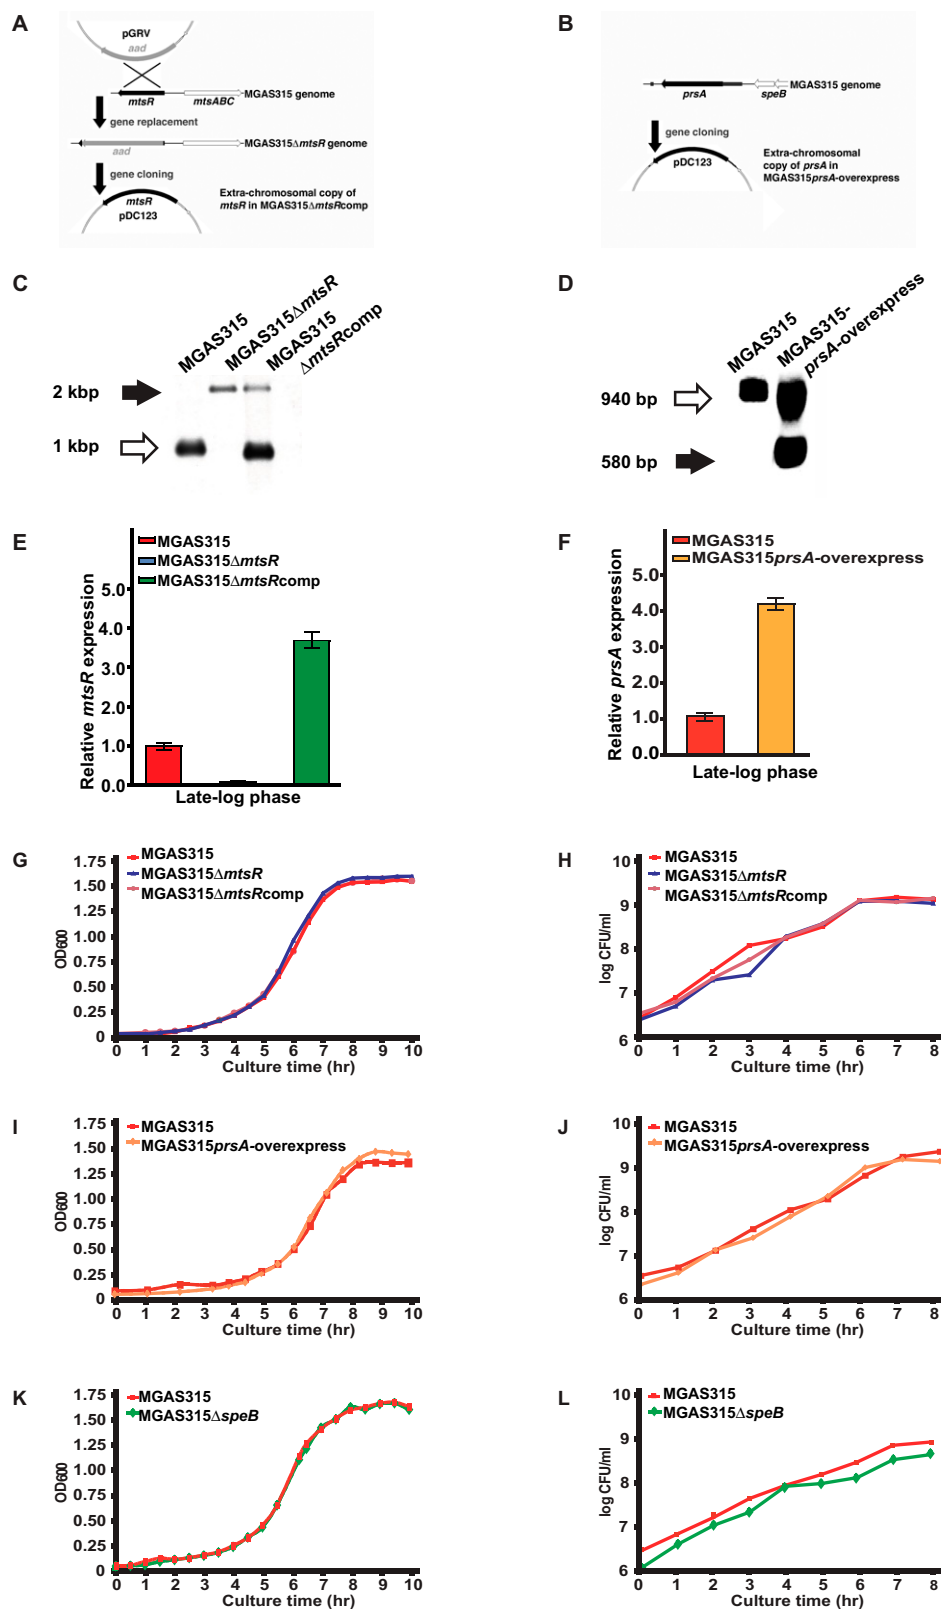 A
pGRV
aad
mtsR
mtsABC
MGAS315 genome
gene replacement
aad
MGAS315ΔmtsR genome
gene cloning
mtsR
pDC123
Extra-chromosomal copy of
mtsR in MGAS315ΔmtsRcomp
B
prsA
speB
MGAS315 genome
gene cloning
pDC123
Extra-chromosomal
copy of prsA in
MGAS315prsA-overexpress
C
MGAS315
MGAS315ΔmtsR
MGAS315
ΔmtsRcomp
2 kbp
1 kbp
D
MGAS315
MGAS315-
prsA-overexpress
940 bp
580 bp
E
MGAS315
MGAS315ΔmtsR
MGAS315ΔmtsRcomp
Relative mtsR expression
5.0
4.0
3.0
2.0
1.0
0.0
Late-log phase
F
MGAS315
MGAS315prsA-overexpress
Relative prsA expression
5.0
4.0
3.0
2.0
1.0
0.0
Late-log phase
G
MGAS315
MGAS315ΔmtsR
MGAS315ΔmtsRcomp
OD600
1.75
1.50
1.25
1.00
0.75
0.50
0.25
0
0 1 2 3 4 5 6 7 8 9 10
Culture time (hr)
H
MGAS315
MGAS315ΔmtsR
MGAS315ΔmtsRcomp
log CFU/ml
10
9
8
7
6
0 1 2 3 4 5 6 7 8
Culture time (hr)
I
MGAS315
MGAS315prsA-overexpress
OD600
1.75
1.50
1.25
1.00
0.75
0.50
0.25
0
0 1 2 3 4 5 6 7 8 9 10
Culture time (hr)
J
MGAS315
MGAS315prsA-overexpress
log CFU/ml
10
9
8
7
6
0 1 2 3 4 5 6 7 8
Culture time (hr)
K
MGAS315
MGAS315ΔspeB
OD600
1.75
1.50
1.25
1.00
0.75
0.50
0.25
0
0 1 2 3 4 5 6 7 8 9 10
Culture time (hr)
L
MGAS315
MGAS315ΔspeB
log CFU/ml
10
9
8
7
6
0 1 2 3 4 5 6 7 8
Culture time (hr)